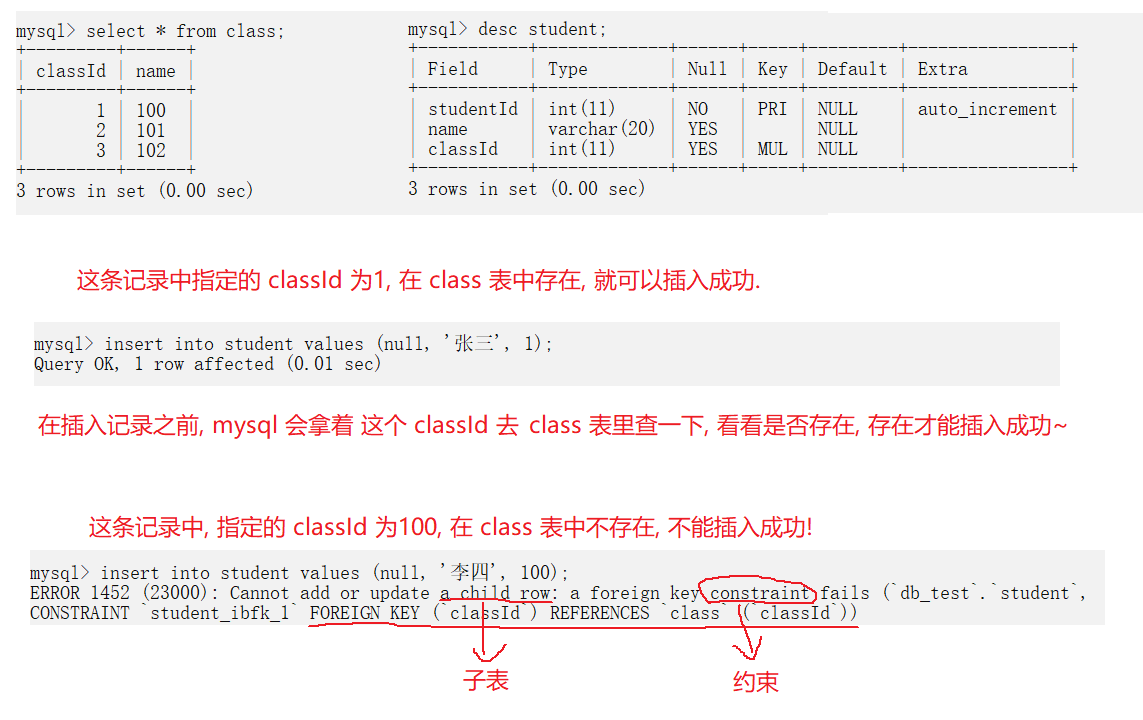 mysql> select * from class;
+---------+------+
| classId | name |
+---------+------+
| 1 | 100 |
| 2 | 101 |
| 3 | 102 |
+---------+------+
3 rows in set (0.00 sec)
mysql> desc student;
+-----------+-------------+------+-----+---------+----------------+
| Field | Type | Null | Key | Default | Extra |
+-----------+-------------+------+-----+---------+----------------+
| studentId | int(11) | NO | PRI | NULL | auto_increment |
| name | varchar(20) | YES | | NULL | |
| classId | int(11) | YES | MUL | NULL | |
+-----------+-------------+------+-----+---------+----------------+
3 rows in set (0.00 sec)
这条记录中指定的 classId 为1, 在 class 表中存在, 就可以插入成功.
mysql> insert into student values (null, '张三', 1);
Query OK, 1 row affected (0.01 sec)
在插入记录之前, mysql 会拿着 这个 classId 去 class 表里查一下, 看看是否存在, 存在才能插入成功~
这条记录中, 指定的 classId 为100, 在 class 表中不存在, 不能插入成功!
mysql> insert into student values (null, '李四', 100);
ERROR 1452 (23000): Cannot add or update a child row: a foreign key constraint fails (`db_test`.`student`,
CONSTRAINT `student_ibfk_1` FOREIGN KEY (`classId`) REFERENCES `class` (`classId`))
子表
约束